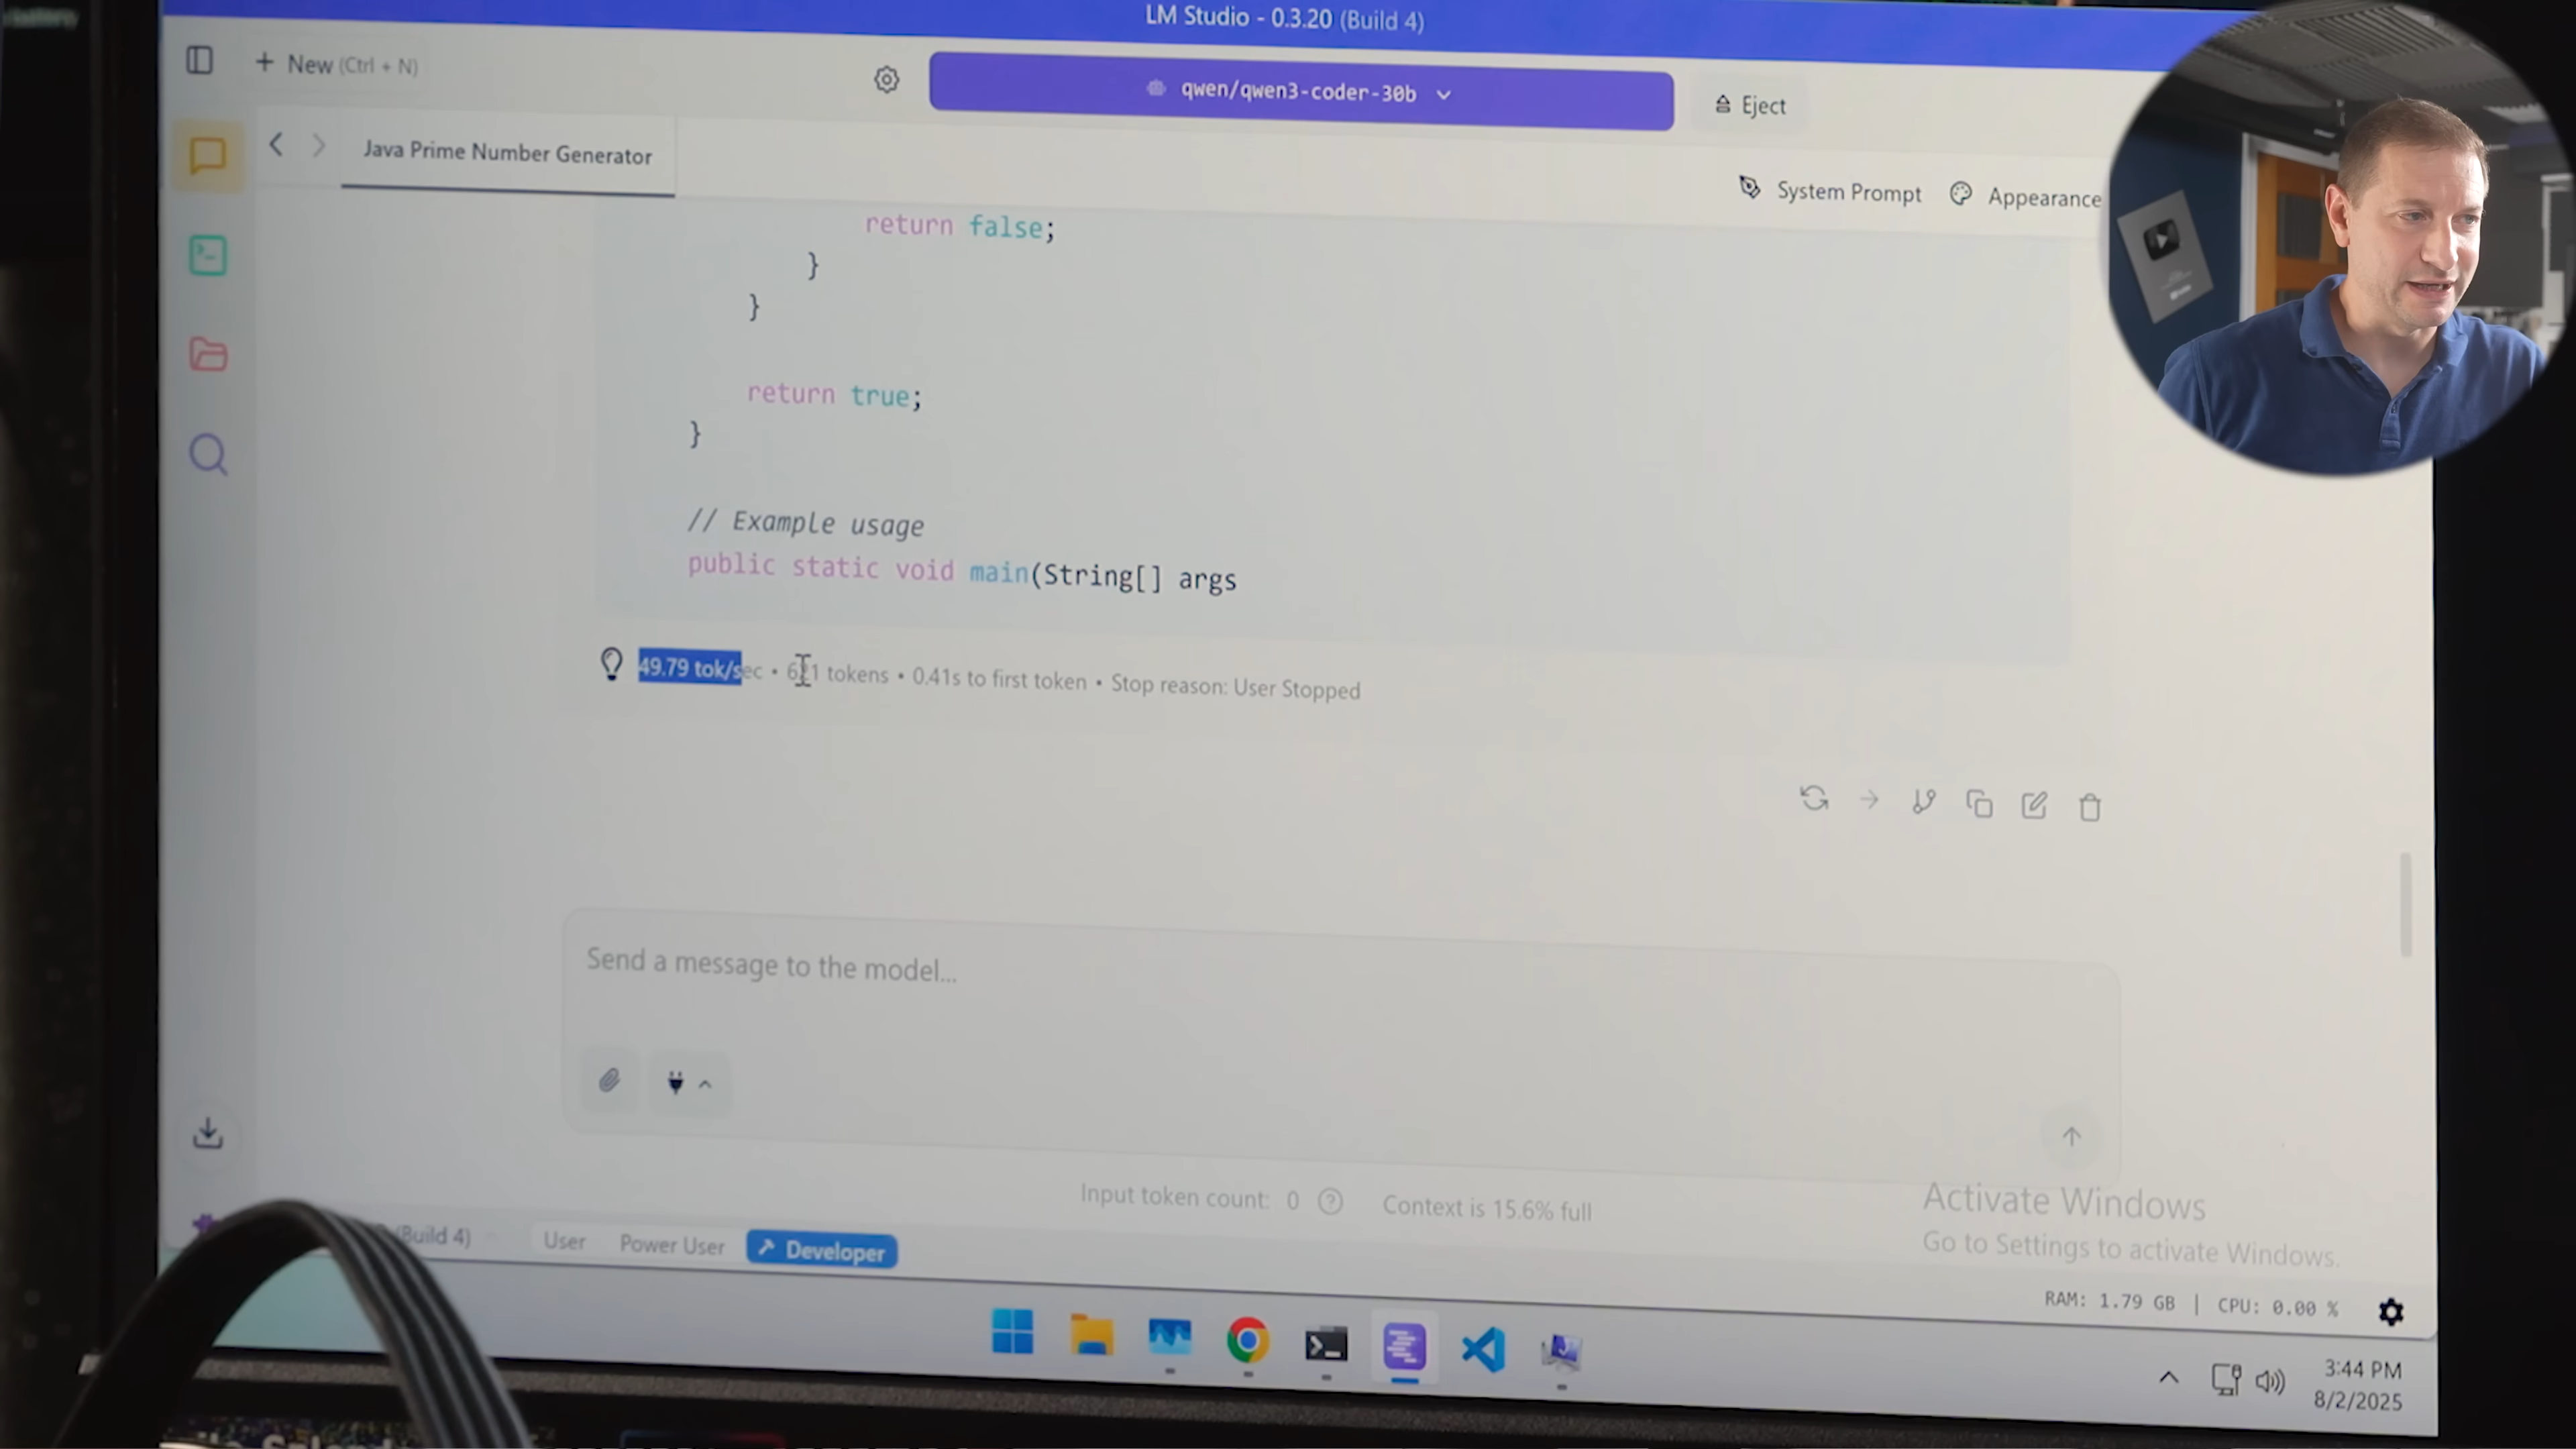 LM Studio - 0.3.20 (Build 4)
+ New (Ctrl + N)
qwen/qwen3-coder-30b
Eject
Java Prime Number Generator
System Prompt
Appearance
return false;
}
}
return true;
}
// Example usage
public static void main(String[] args
49.79 tok/sec • 621 tokens • 0.41s to first token • Stop reason: User Stopped
Send a message to the model...
Input token count: 0
Context is 15.6% full
Activate Windows
Go to Settings to activate Windows.
(Build 4)
User
Power User
Developer
RAM: 1.79 GB | CPU: 0.00 %
3:44 PM
8/2/2025